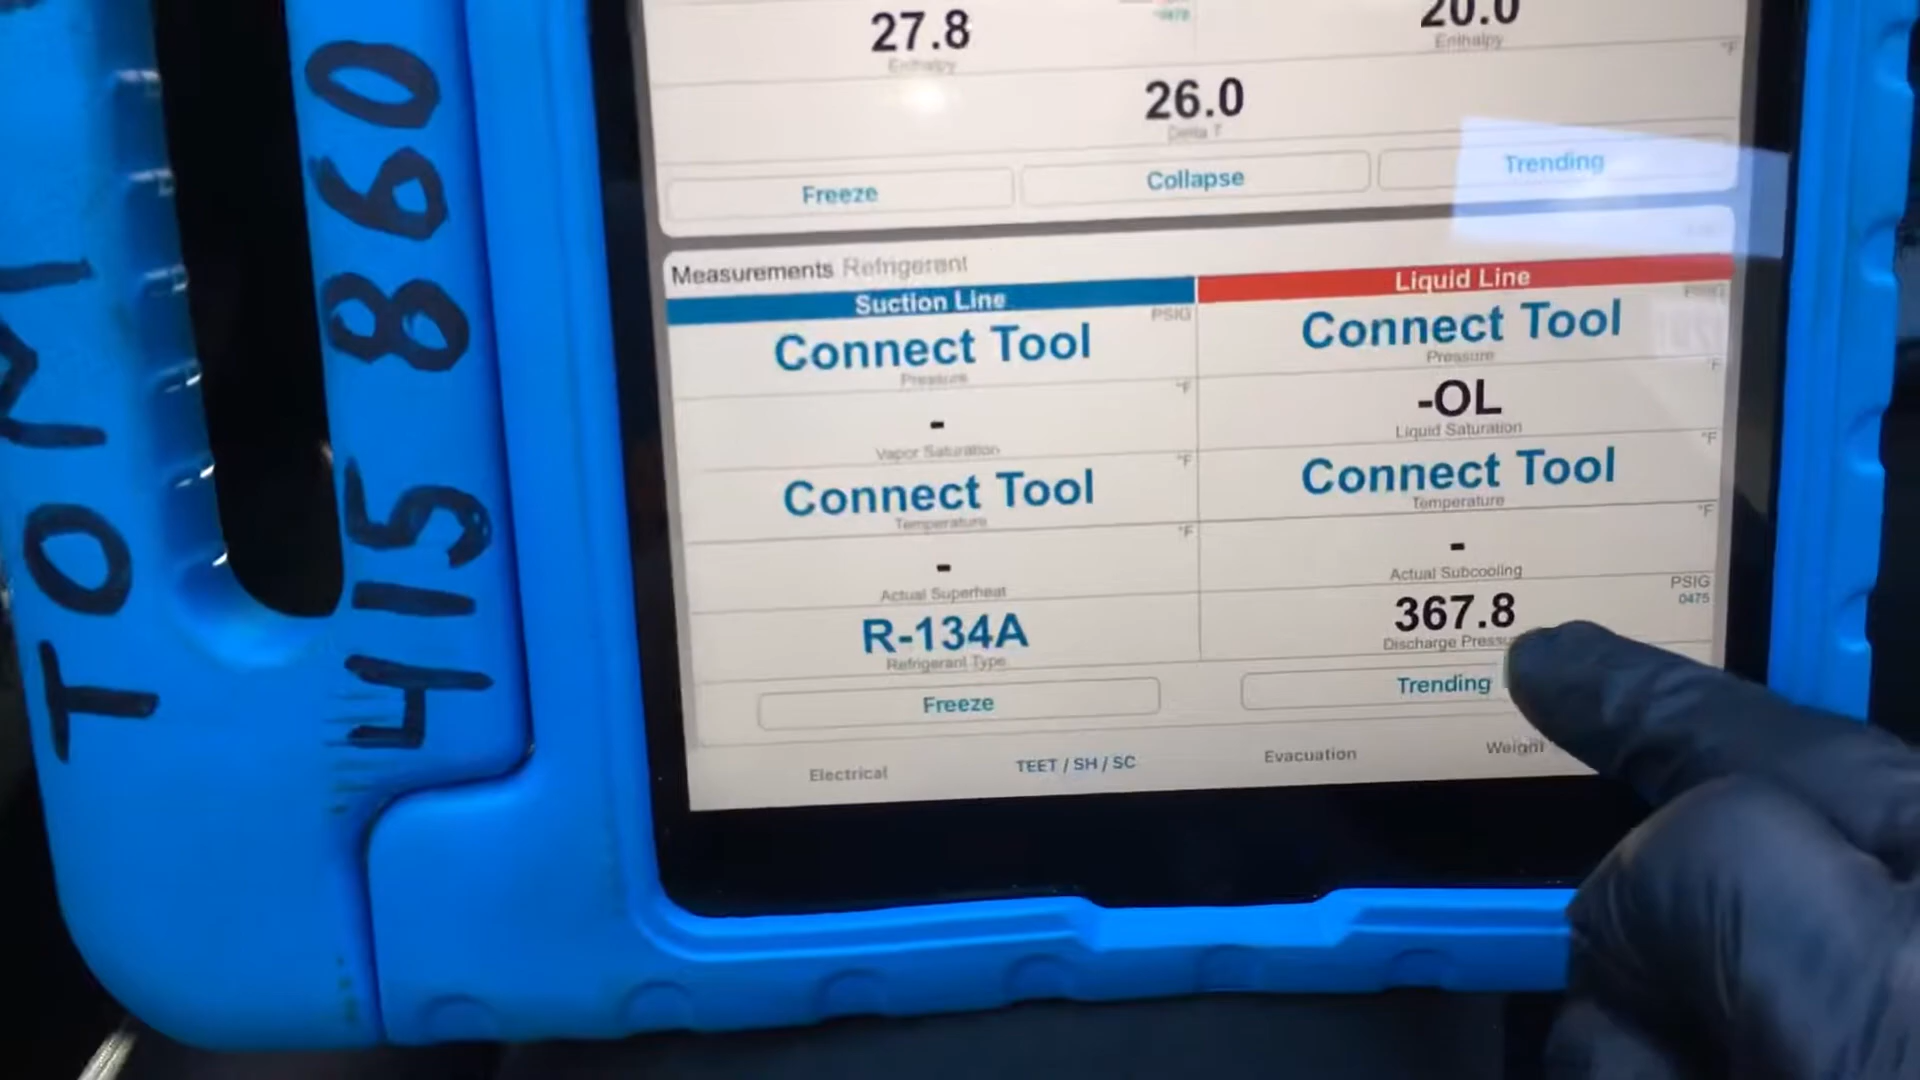 27.8
Enthalpy
20.0
Enthalpy
°F
26.0
Delta T
Freeze
Collapse
Trending
Measurements Refrigerant
Suction Line
Liquid Line
PSIG
Connect Tool
Pressure
PSIG
Connect Tool
Pressure
°F
-
Vapor Saturation
°F
-OL
Liquid Saturation
°F
Connect Tool
Temperature
°F
Connect Tool
Temperature
°F
-
Actual Superheat
°F
-
Actual Subcooling
R-134A
Refrigerant Type
PSIG
0475
367.8
Discharge Pressu
Freeze
Trending
Electrical
TEET / SH / SC
Evacuation
Weight
TOM
415 860